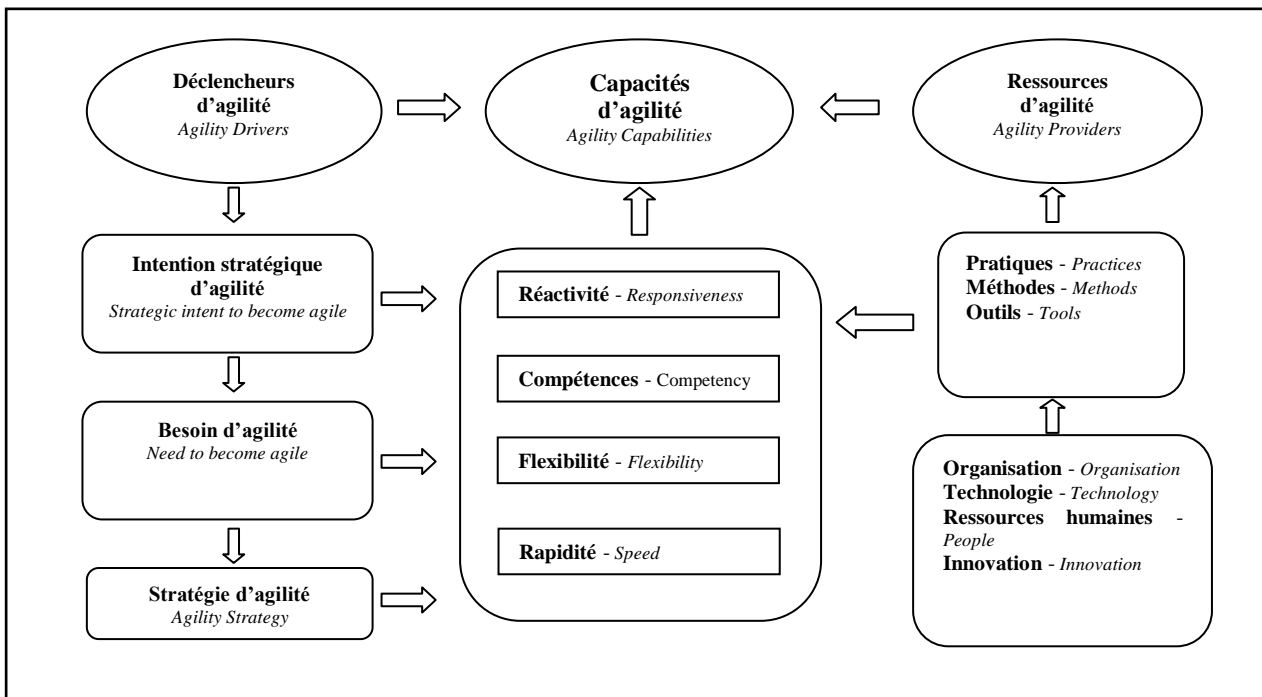 Déclencheurs
d'agilité
Agility Drivers
Capacités
d'agilité
Agility Capabilities
Ressources
d'agilité
Agility Providers
Intention stratégique
d'agilité
Strategic intent to become agile
Besoin d'agilité
Need to become agile
Stratégie d'agilité
Agility Strategy
Réactivité - Responsiveness
Compétences - Competency
Flexibilité - Flexibility
Rapidité - Speed
Pratiques - Practices
Méthodes - Methods
Outils - Tools
Organisation - Organisation
Technologie - Technology
Ressources humaines -
People
Innovation - Innovation